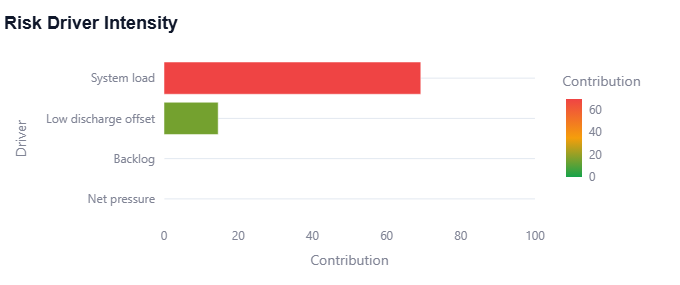 Risk Driver Intensity
Driver
System load
Low discharge offset
Backlog
Net pressure
0 20 40 60 80 100
Contribution
Contribution
60
40
20
0